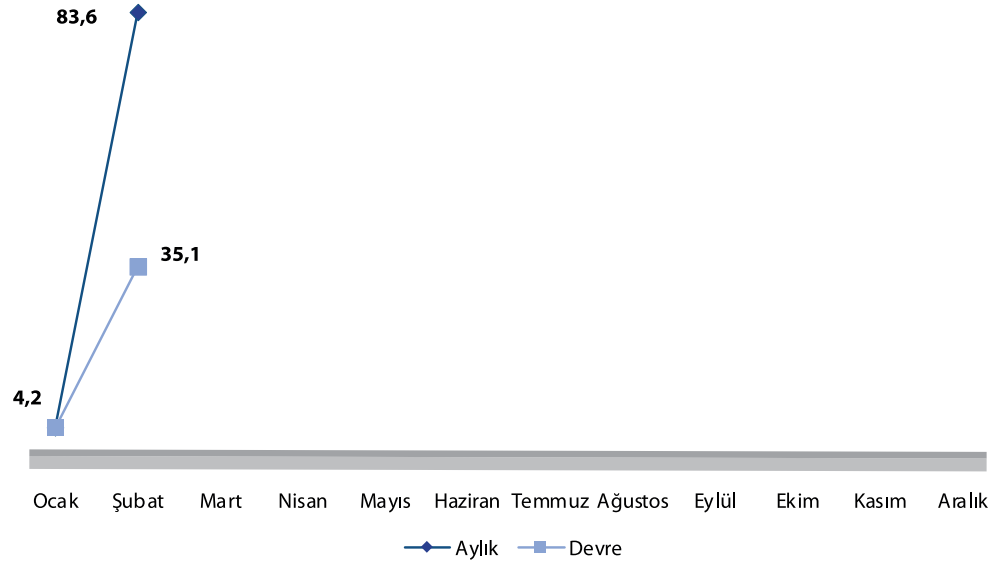 83,6
35,1
4,2
Ocak Şubat Mart Nisan Mayıs Haziran Temmuz Ağustos Eylül Ekim Kasım Aralık
Aylık Devre